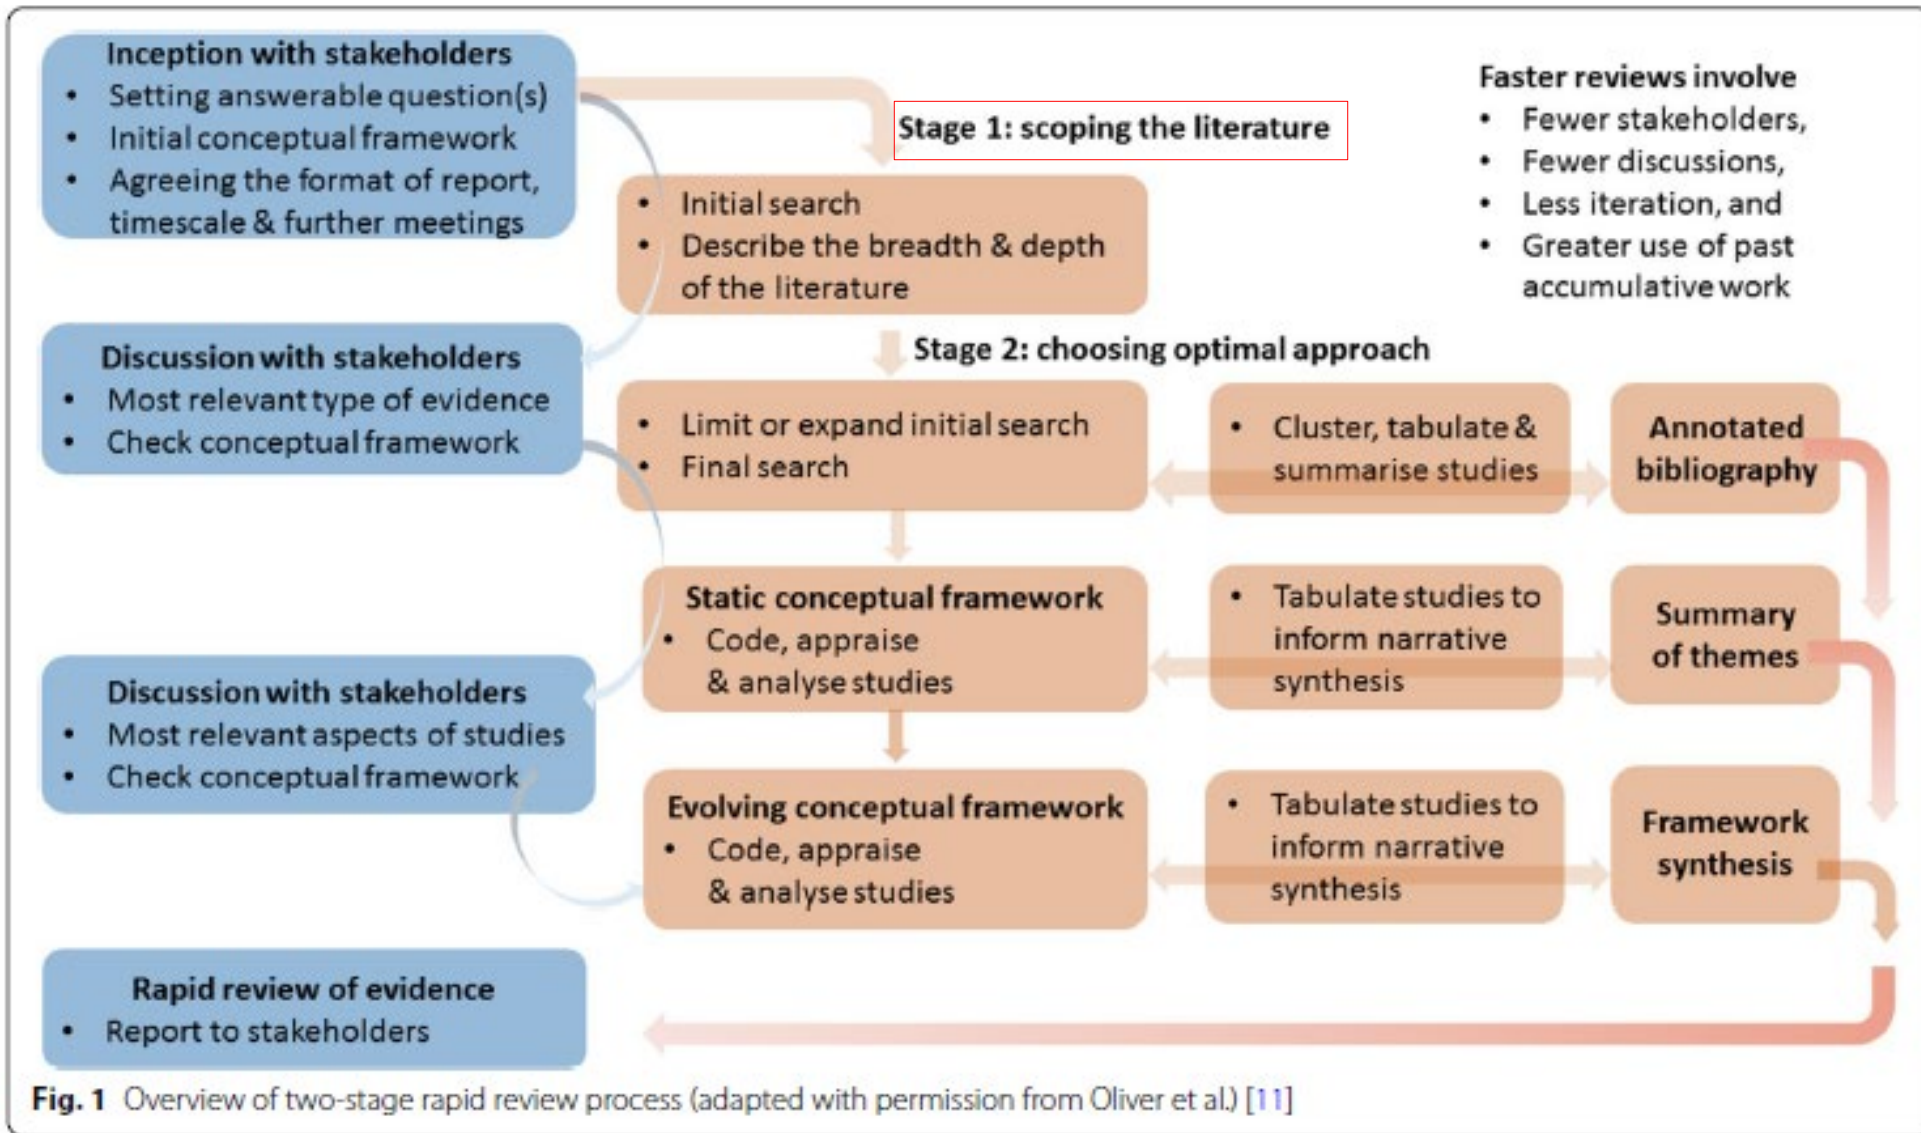 Inception with stakeholders
• Setting answerable question(s)
• Initial conceptual framework
• Agreeing the format of report,
timescale & further meetings
Stage 1: scoping the literature
• Initial search
• Describe the breadth & depth
of the literature
Faster reviews involve
• Fewer stakeholders,
• Fewer discussions,
• Less iteration, and
• Greater use of past
accumulative work
Discussion with stakeholders
• Most relevant type of evidence
• Check conceptual framework
Stage 2: choosing optimal approach
• Limit or expand initial search
• Final search
• Cluster, tabulate &
summarise studies
Annotated
bibliography
Static conceptual framework
• Code, appraise
& analyse studies
• Tabulate studies to
inform narrative
synthesis
Summary
of themes
Discussion with stakeholders
• Most relevant aspects of studies
• Check conceptual framework
Evolving conceptual framework
• Code, appraise
& analyse studies
• Tabulate studies to
inform narrative
synthesis
Framework
synthesis
Rapid review of evidence
• Report to stakeholders
Fig. 1 Overview of two-stage rapid review process (adapted with permission from Oliver et al.) [11]